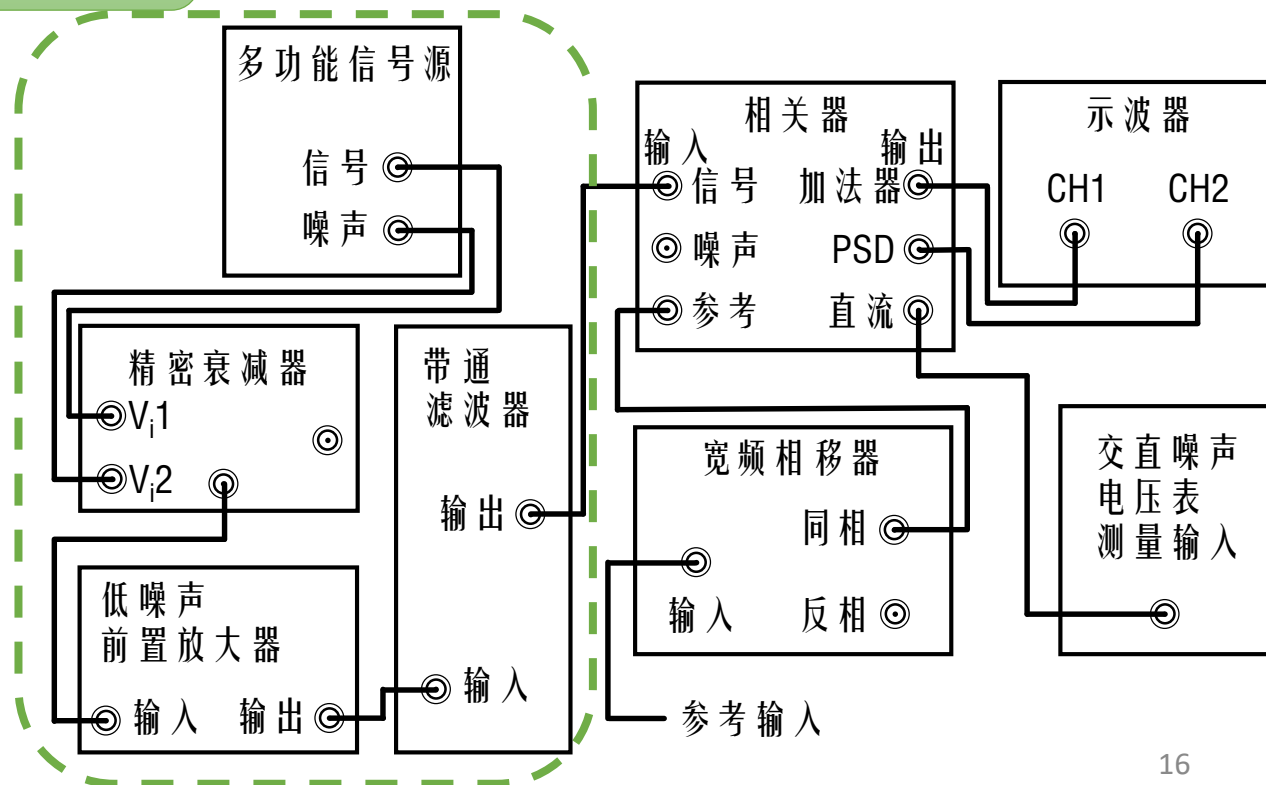 多功能信号源
信号
噪声
精密衰减器
Vi1
Vi2
低噪声
前置放大器
输入 输出
带通
滤波器
输出
输入
相关器
输入 输出
信号 加法器
噪声 PSD
参考 直流
示波器
CH1 CH2
宽频相移器
同相
输入 反相
参考输入
交直噪声
电压表
测量输入
16